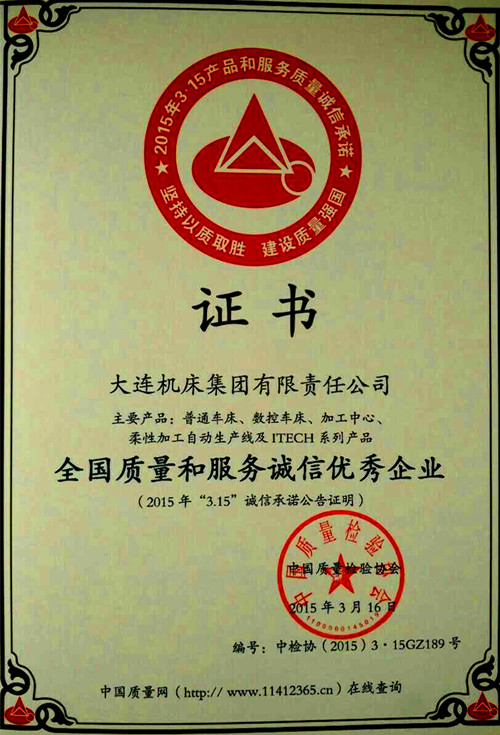 2015年3·15产品和服务质量诚信承诺
坚持以质取胜 建设质量强国
证书
大连机床集团有限责任公司
主要产品：普通车床、数控车床、加工中心、
柔性加工自动生产线及ITECH系列产品
全国质量和服务诚信优秀企业
（2015年“3.15”诚信承诺公告证明）
中国质量检验协会
中国质量检验协会
2015年3月16日
编号：中检协（2015）3·15GZ189号
中国质量网（http:// www.11412365.cn）在线查询